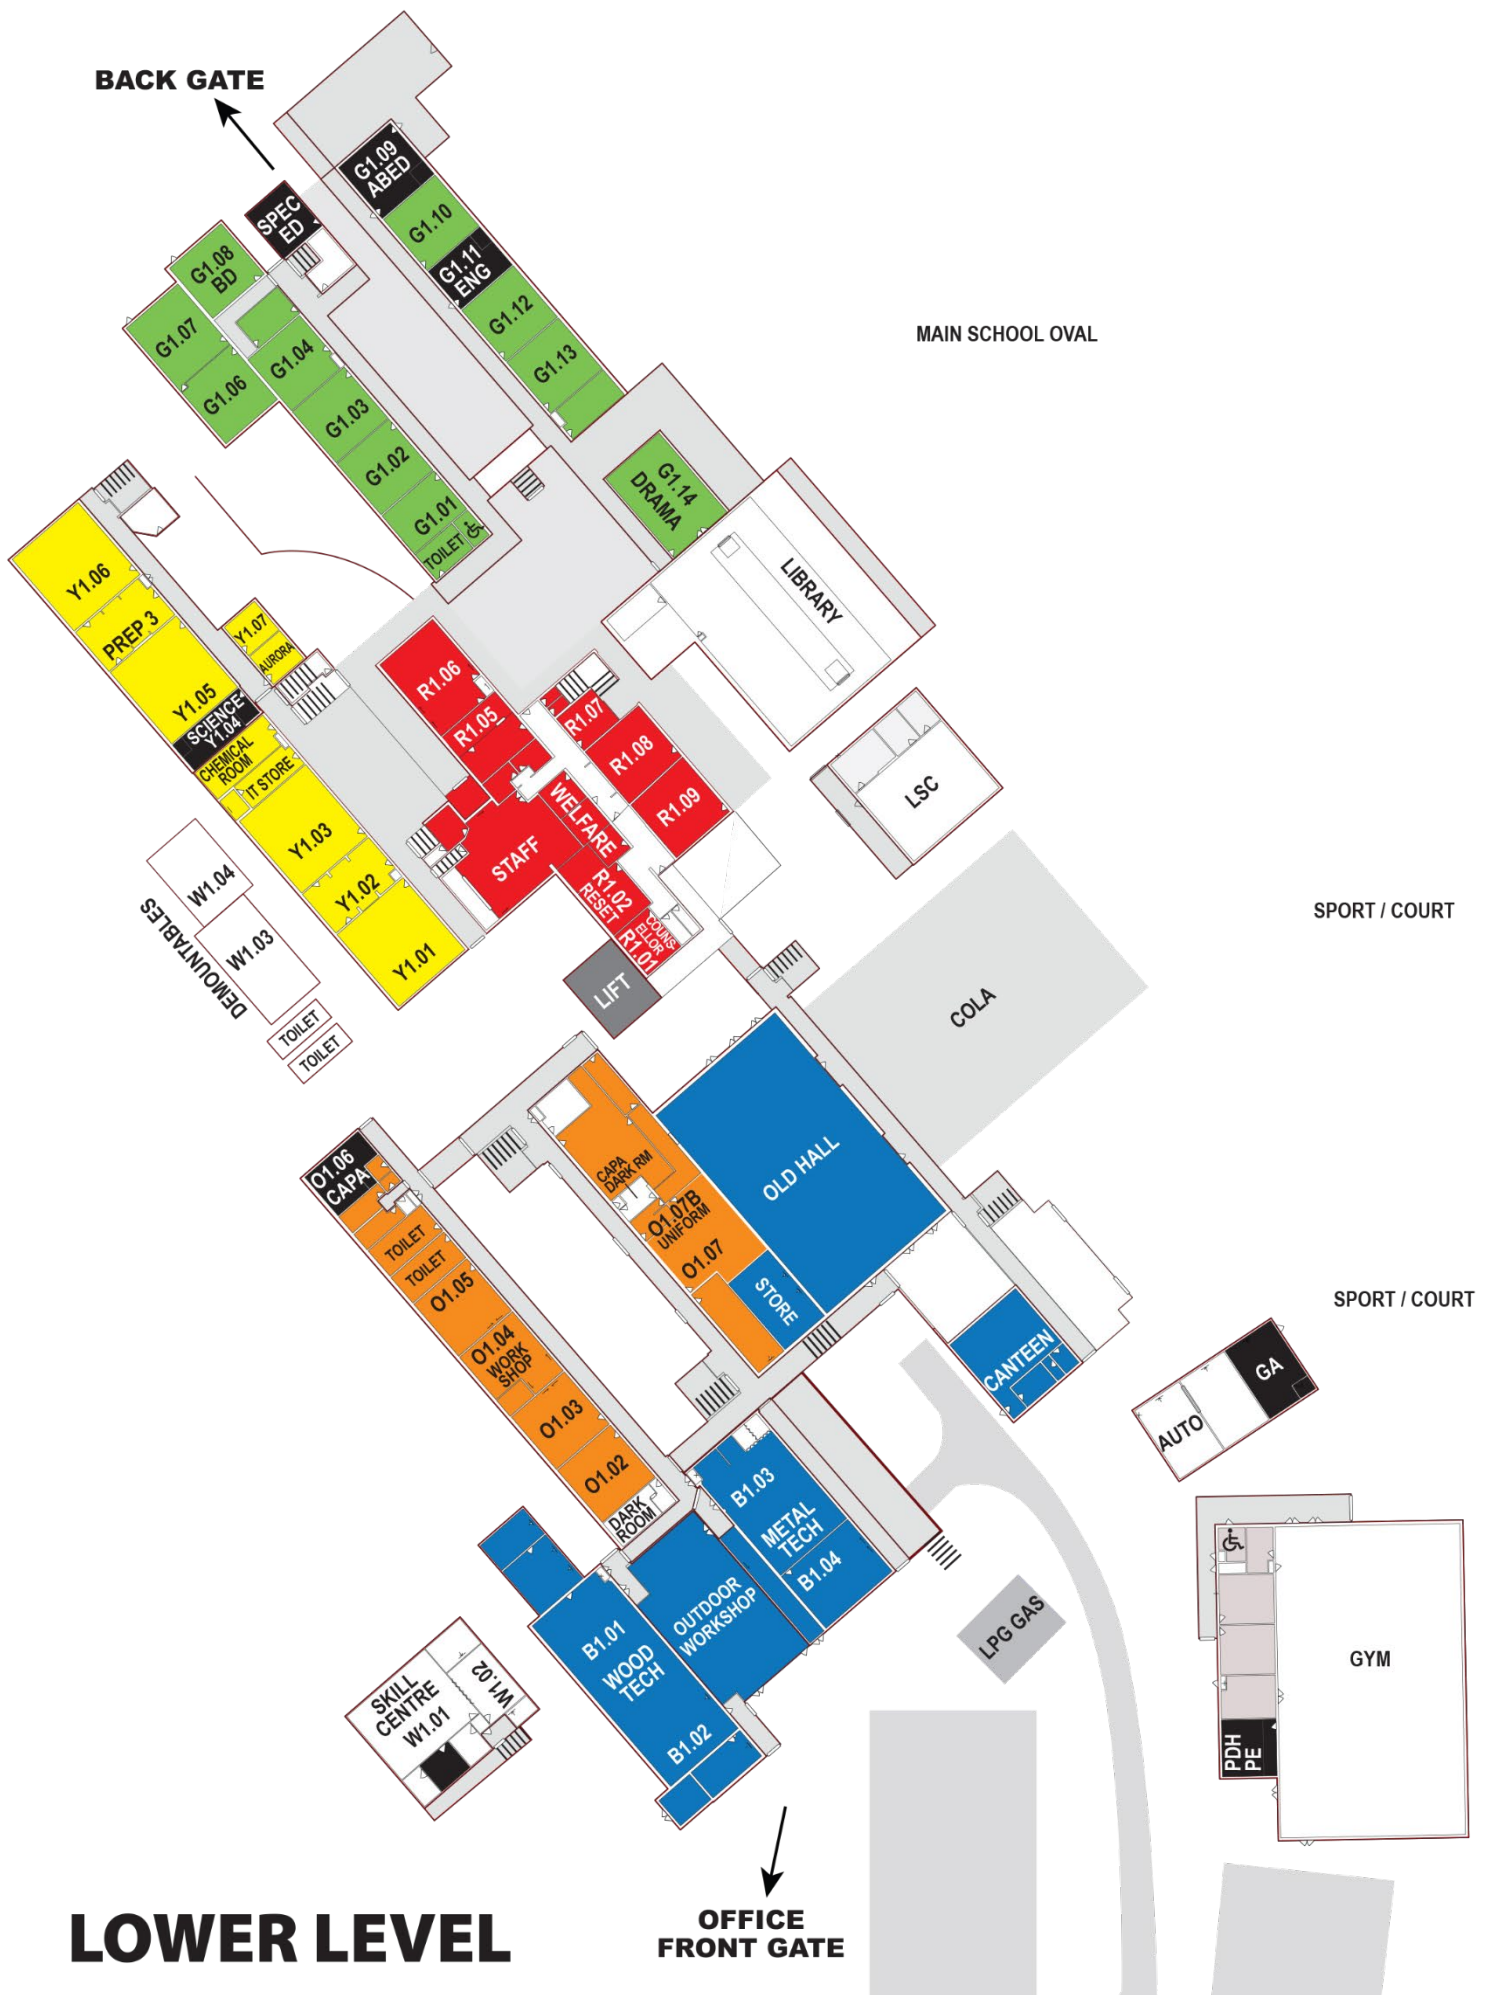 BACK GATE
G1.09
ABED
SPEC
ED
G1.10
G1.08
BD
G1.11
ENG
G1.12
G1.07
G1.04
G1.13
G1.06
MAIN SCHOOL OVAL
G1.03
G1.02
G1.01
TOILET
G1.14
DRAMA
LIBRARY
Y1.06
PREP 3
Y1.07
AURORA
Y1.05
SCIENCE
Y1.04
CHEMICAL
ROOM
IT STORE
Y1.03
Y1.02
Y1.01
R1.06
R1.05
R1.07
R1.08
R1.09
WELFARE
STAFF
R1.02
RESET
COUNS-
ELLOR
R1.01
LIFT
LSC
SPORT / COURT
W1.04
W1.03
DEMOUNTABLES
TOILET
TOILET
COLA
OLD HALL
O1.06
CAPA
CAPA
DARK RM
O1.07B
UNIFORM
O1.07
STORE
TOILET
TOILET
O1.05
O1.04
WORK
SHOP
O1.03
O1.02
DARK
ROOM
CANTEEN
SPORT / COURT
GA
AUTO
B1.03
METAL
TECH
B1.04
OUTDOOR
WORKSHOP
B1.01
WOOD
TECH
B1.02
LPG GAS
SKILL
CENTRE
W1.01
W1.02
GYM
PDH
PE
LOWER LEVEL
OFFICE
FRONT GATE